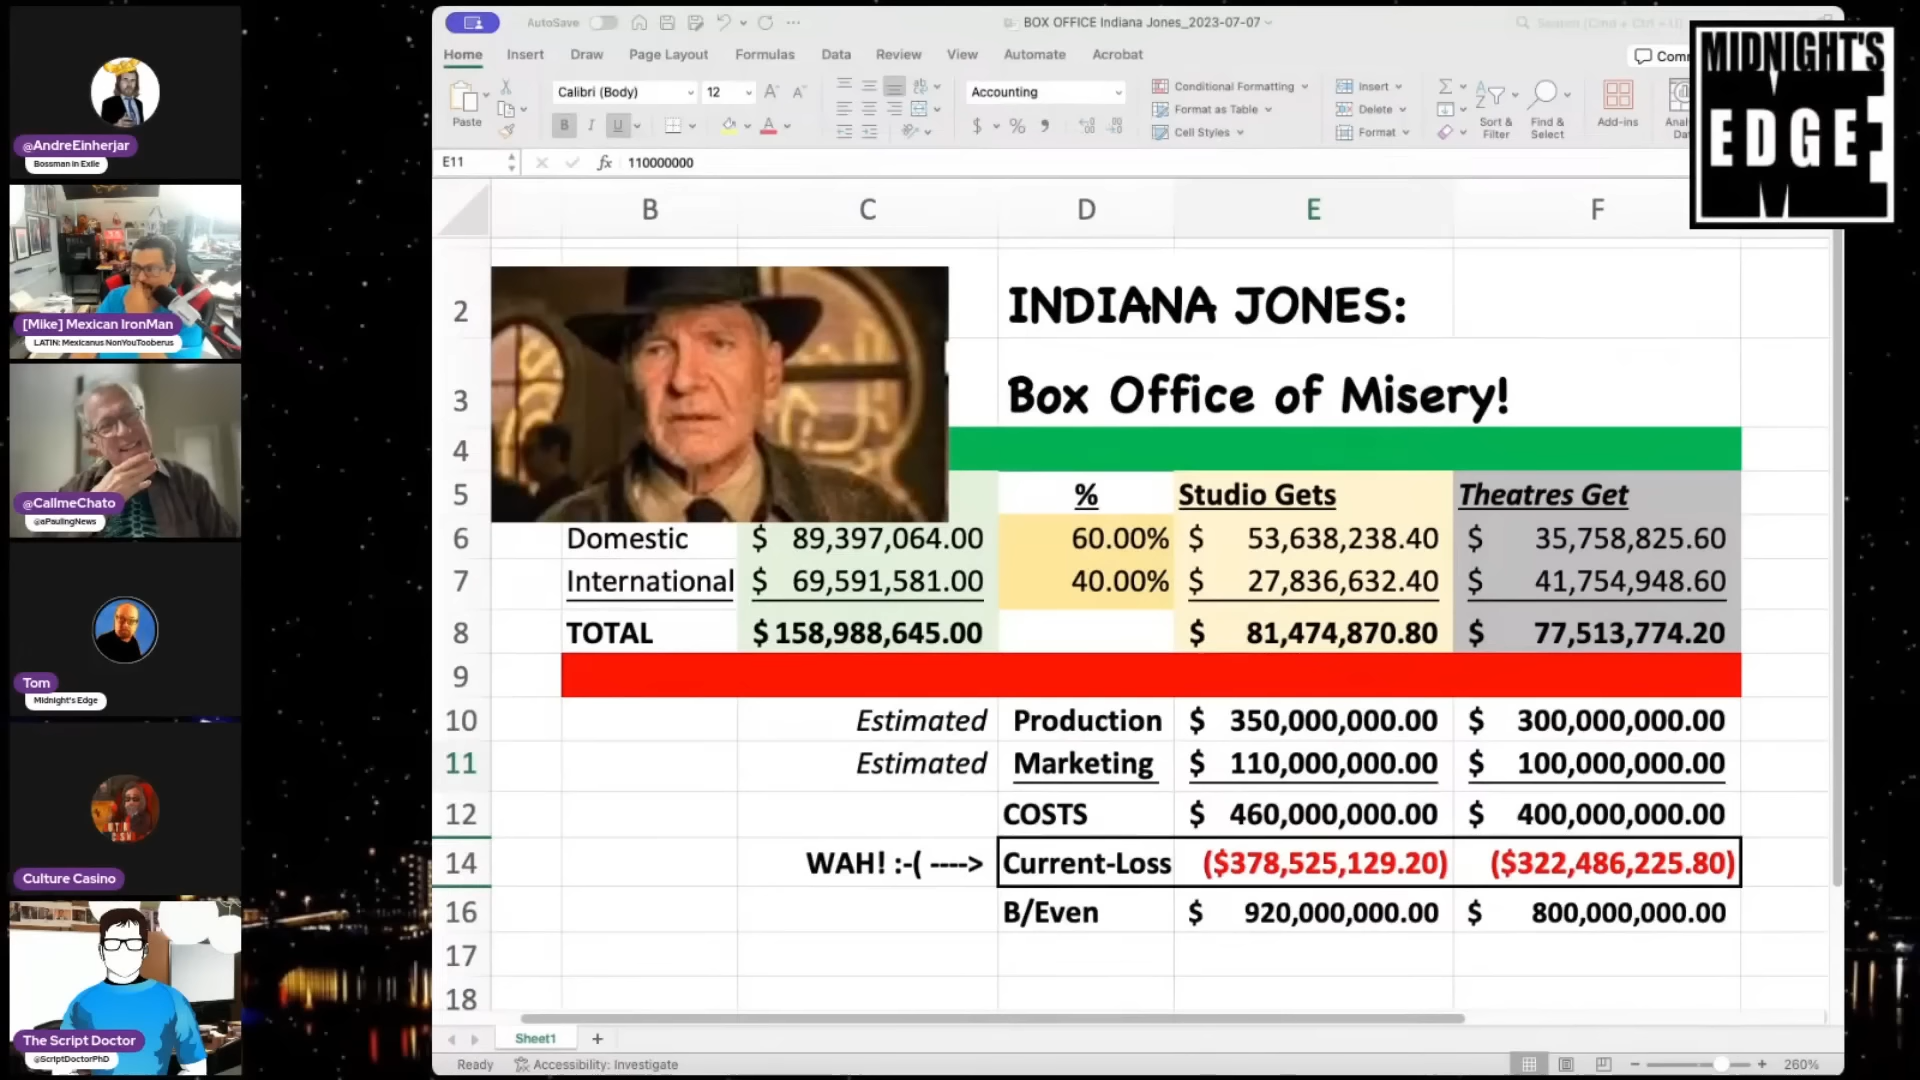 @AndreEinherjar
Bossman in Exile
[Mike] Mexican IronMan
LATIN: Mexicanus NonYouTooberus
@CallmeChato
@aPaulingNews
Tom
Midnight's Edge
Culture Casino
The Script Doctor
@ScriptDoctorPhD
AutoSave
BOX OFFICE Indiana Jones_2023-07-07
Search (Cmd + Ctrl + U)
Home Insert Draw Page Layout Formulas Data Review View Automate Acrobat
Paste
Calibri (Body) 12
B I U
Accounting
$ % 9
Conditional Formatting
Format as Table
Cell Styles
Insert
Delete
Format
Sort & Filter
Find & Select
Add-ins
MIDNIGHT'S
EDGE
E11 fx 110000000
B C D E F
2 INDIANA JONES:
3 Box Office of Misery!
4
5 % Studio Gets Theatres Get
6 Domestic $ 89,397,064.00 60.00% $ 53,638,238.40 $ 35,758,825.60
7 International $ 69,591,581.00 40.00% $ 27,836,632.40 $ 41,754,948.60
8 TOTAL $ 158,988,645.00 $ 81,474,870.80 $ 77,513,774.20
9
10 Estimated Production $ 350,000,000.00 $ 300,000,000.00
11 Estimated Marketing $ 110,000,000.00 $ 100,000,000.00
12 COSTS $ 460,000,000.00 $ 400,000,000.00
14 WAH! :-( ----> Current-Loss ($378,525,129.20) ($322,486,225.80)
16 B/Even $ 920,000,000.00 $ 800,000,000.00
17
18
Sheet1 +
Ready Accessibility: Investigate 260%